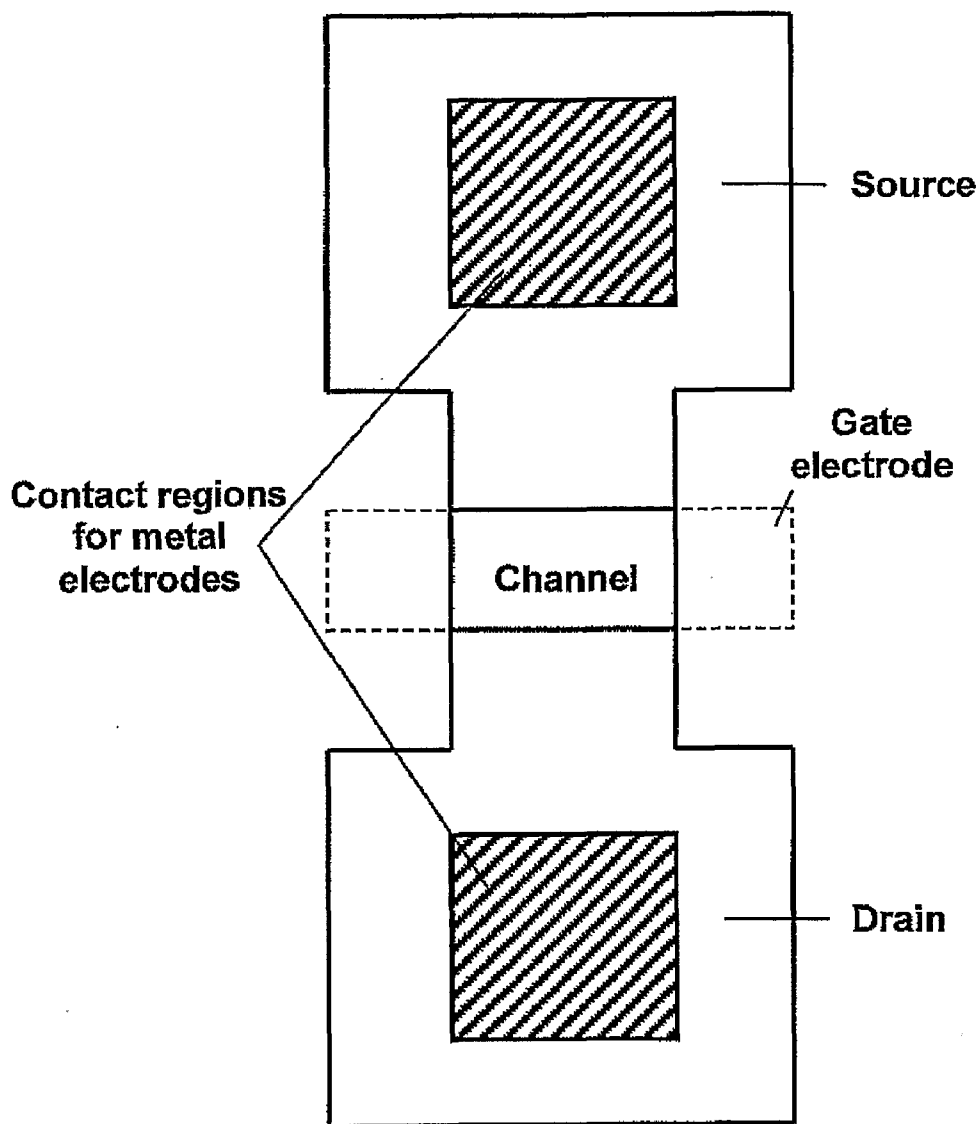 Source
Gate
electrode
Contact regions
for metal
electrodes
Channel
Drain